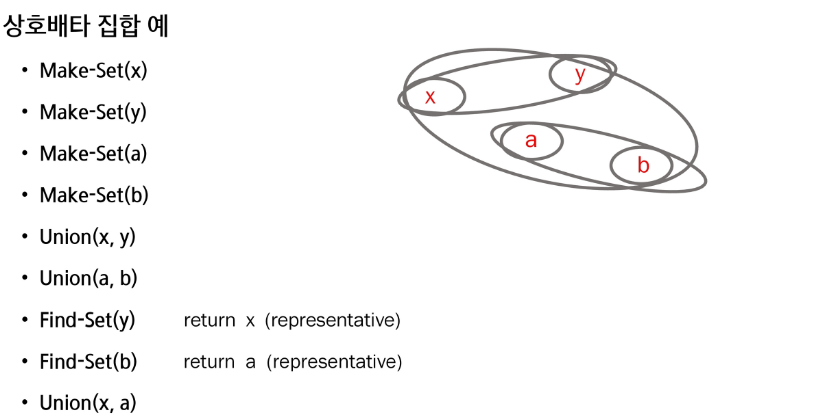 상호배타 집합 예
• Make-Set(x)
• Make-Set(y)
• Make-Set(a)
• Make-Set(b)
• Union(x, y)
• Union(a, b)
• Find-Set(y) return x (representative)
• Find-Set(b) return a (representative)
• Union(x, a)
y
x
a
b